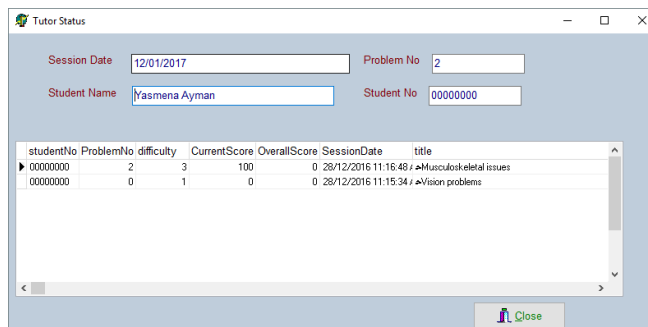 Tutor Status
Session Date 12/01/2017 Problem No 2
Student Name Yasmena Ayman Student No 00000000
studentNo ProblemNo difficulty CurrentScore OverallScore SessionDate title
00000000 2 3 100 0 28/12/2016 11:16:48 Musculoskeletal issues
00000000 0 1 0 0 28/12/2016 11:15:34 Vision problems
Close